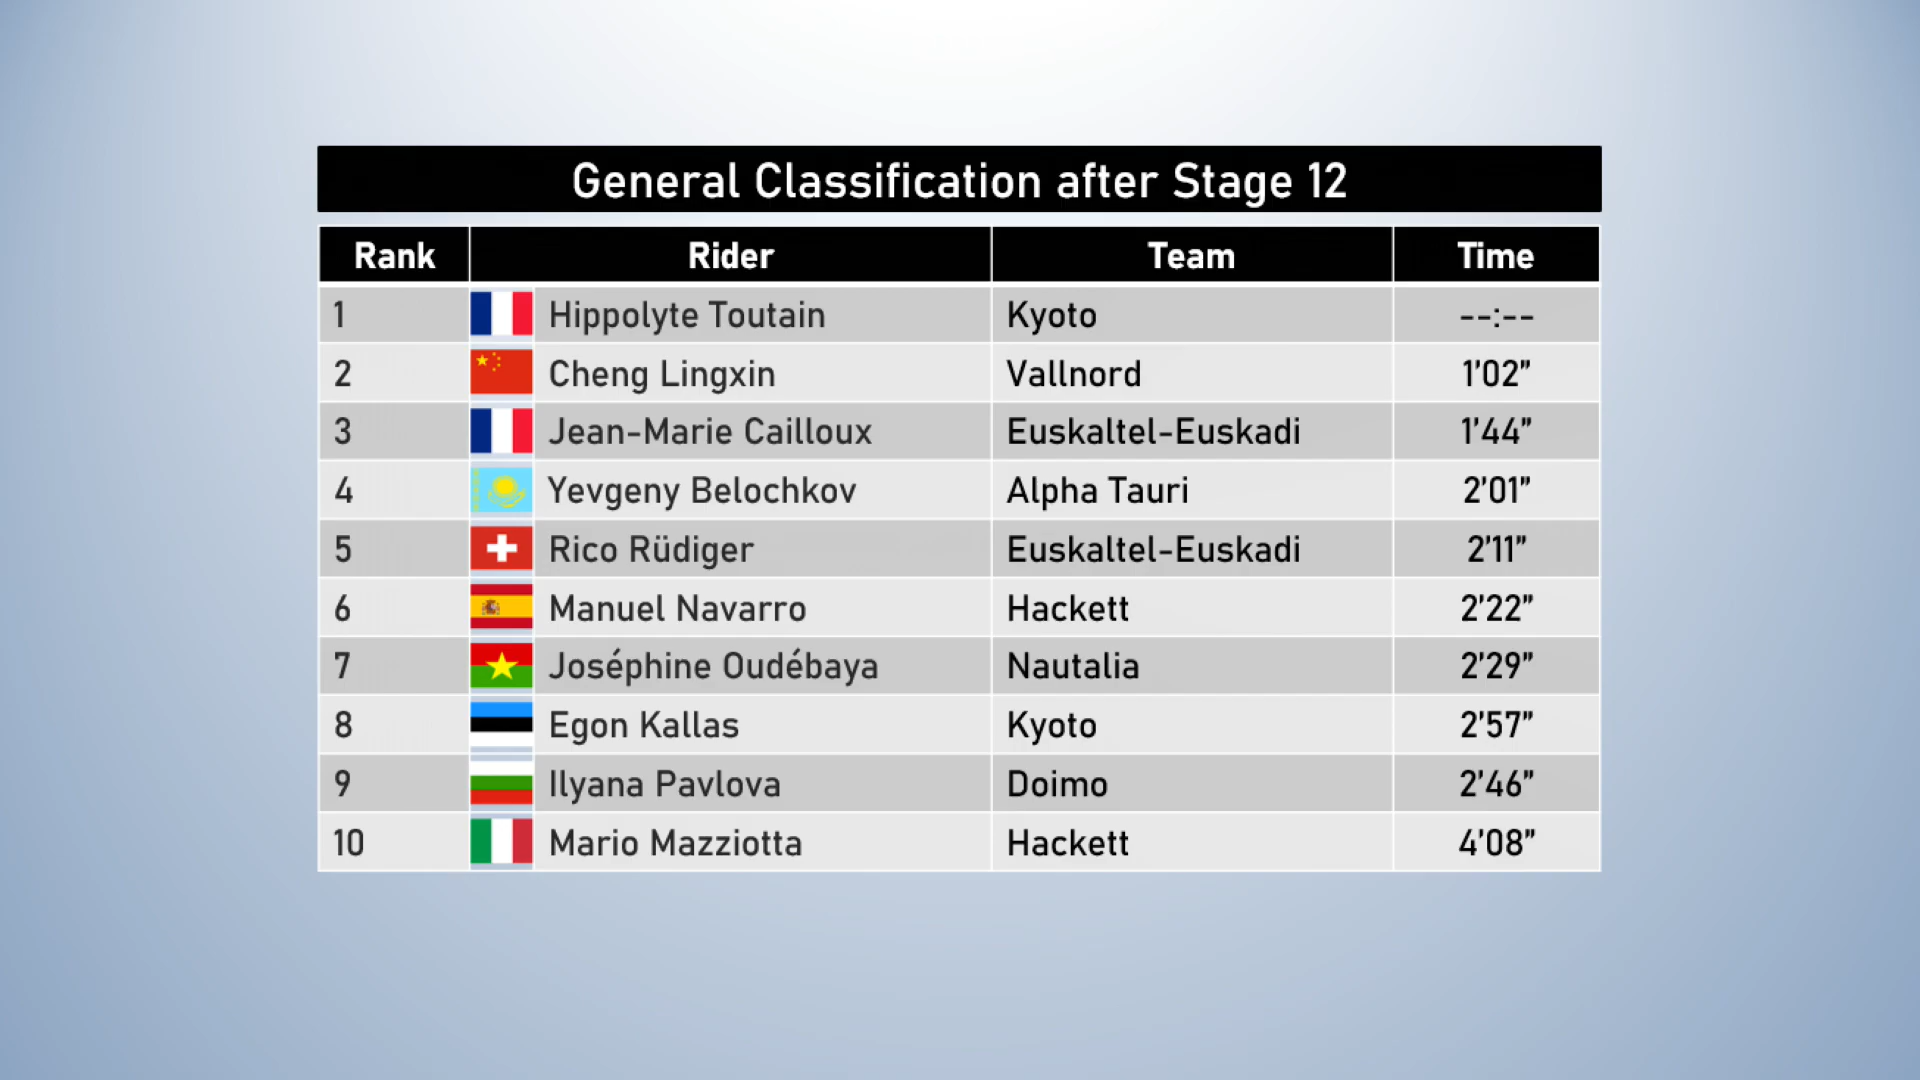 General Classification after Stage 12
Rank Rider Team Time
1 Hippolyte Toutain Kyoto --:--
2 Cheng Lingxin Vallnord 1’02”
3 Jean-Marie Cailloux Euskaltel-Euskadi 1’44”
4 Yevgeny Belochkov Alpha Tauri 2’01”
5 Rico Rüdiger Euskaltel-Euskadi 2’11”
6 Manuel Navarro Hackett 2’22”
7 Joséphine Oudébaya Nautalia 2’29”
8 Egon Kallas Kyoto 2’57”
9 Ilyana Pavlova Doimo 2’46”
10 Mario Mazziotta Hackett 4’08”